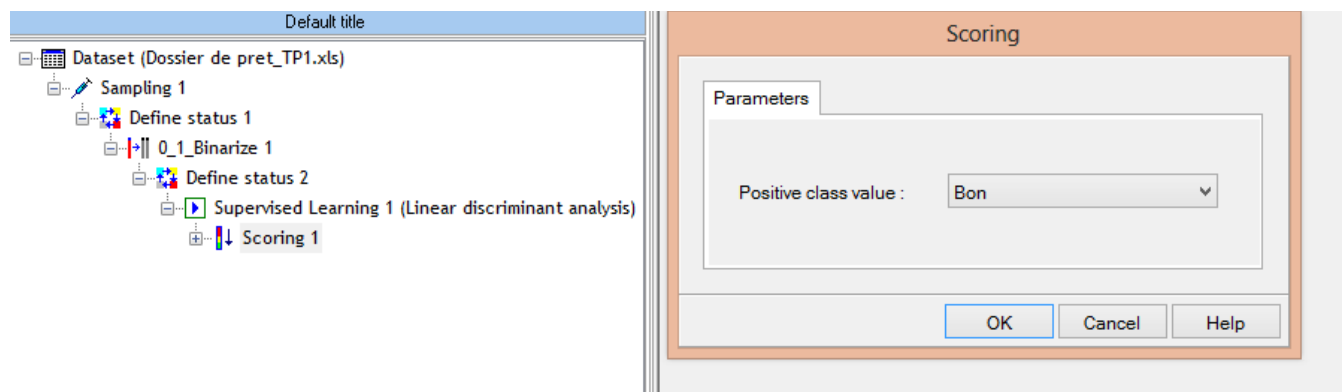 Default title
Dataset (Dossier de pret_TP1.xls)
Sampling 1
Define status 1
0_1_Binarize 1
Define status 2
Supervised Learning 1 (Linear discriminant analysis)
Scoring 1
Scoring
Parameters
Positive class value : Bon
OK Cancel Help